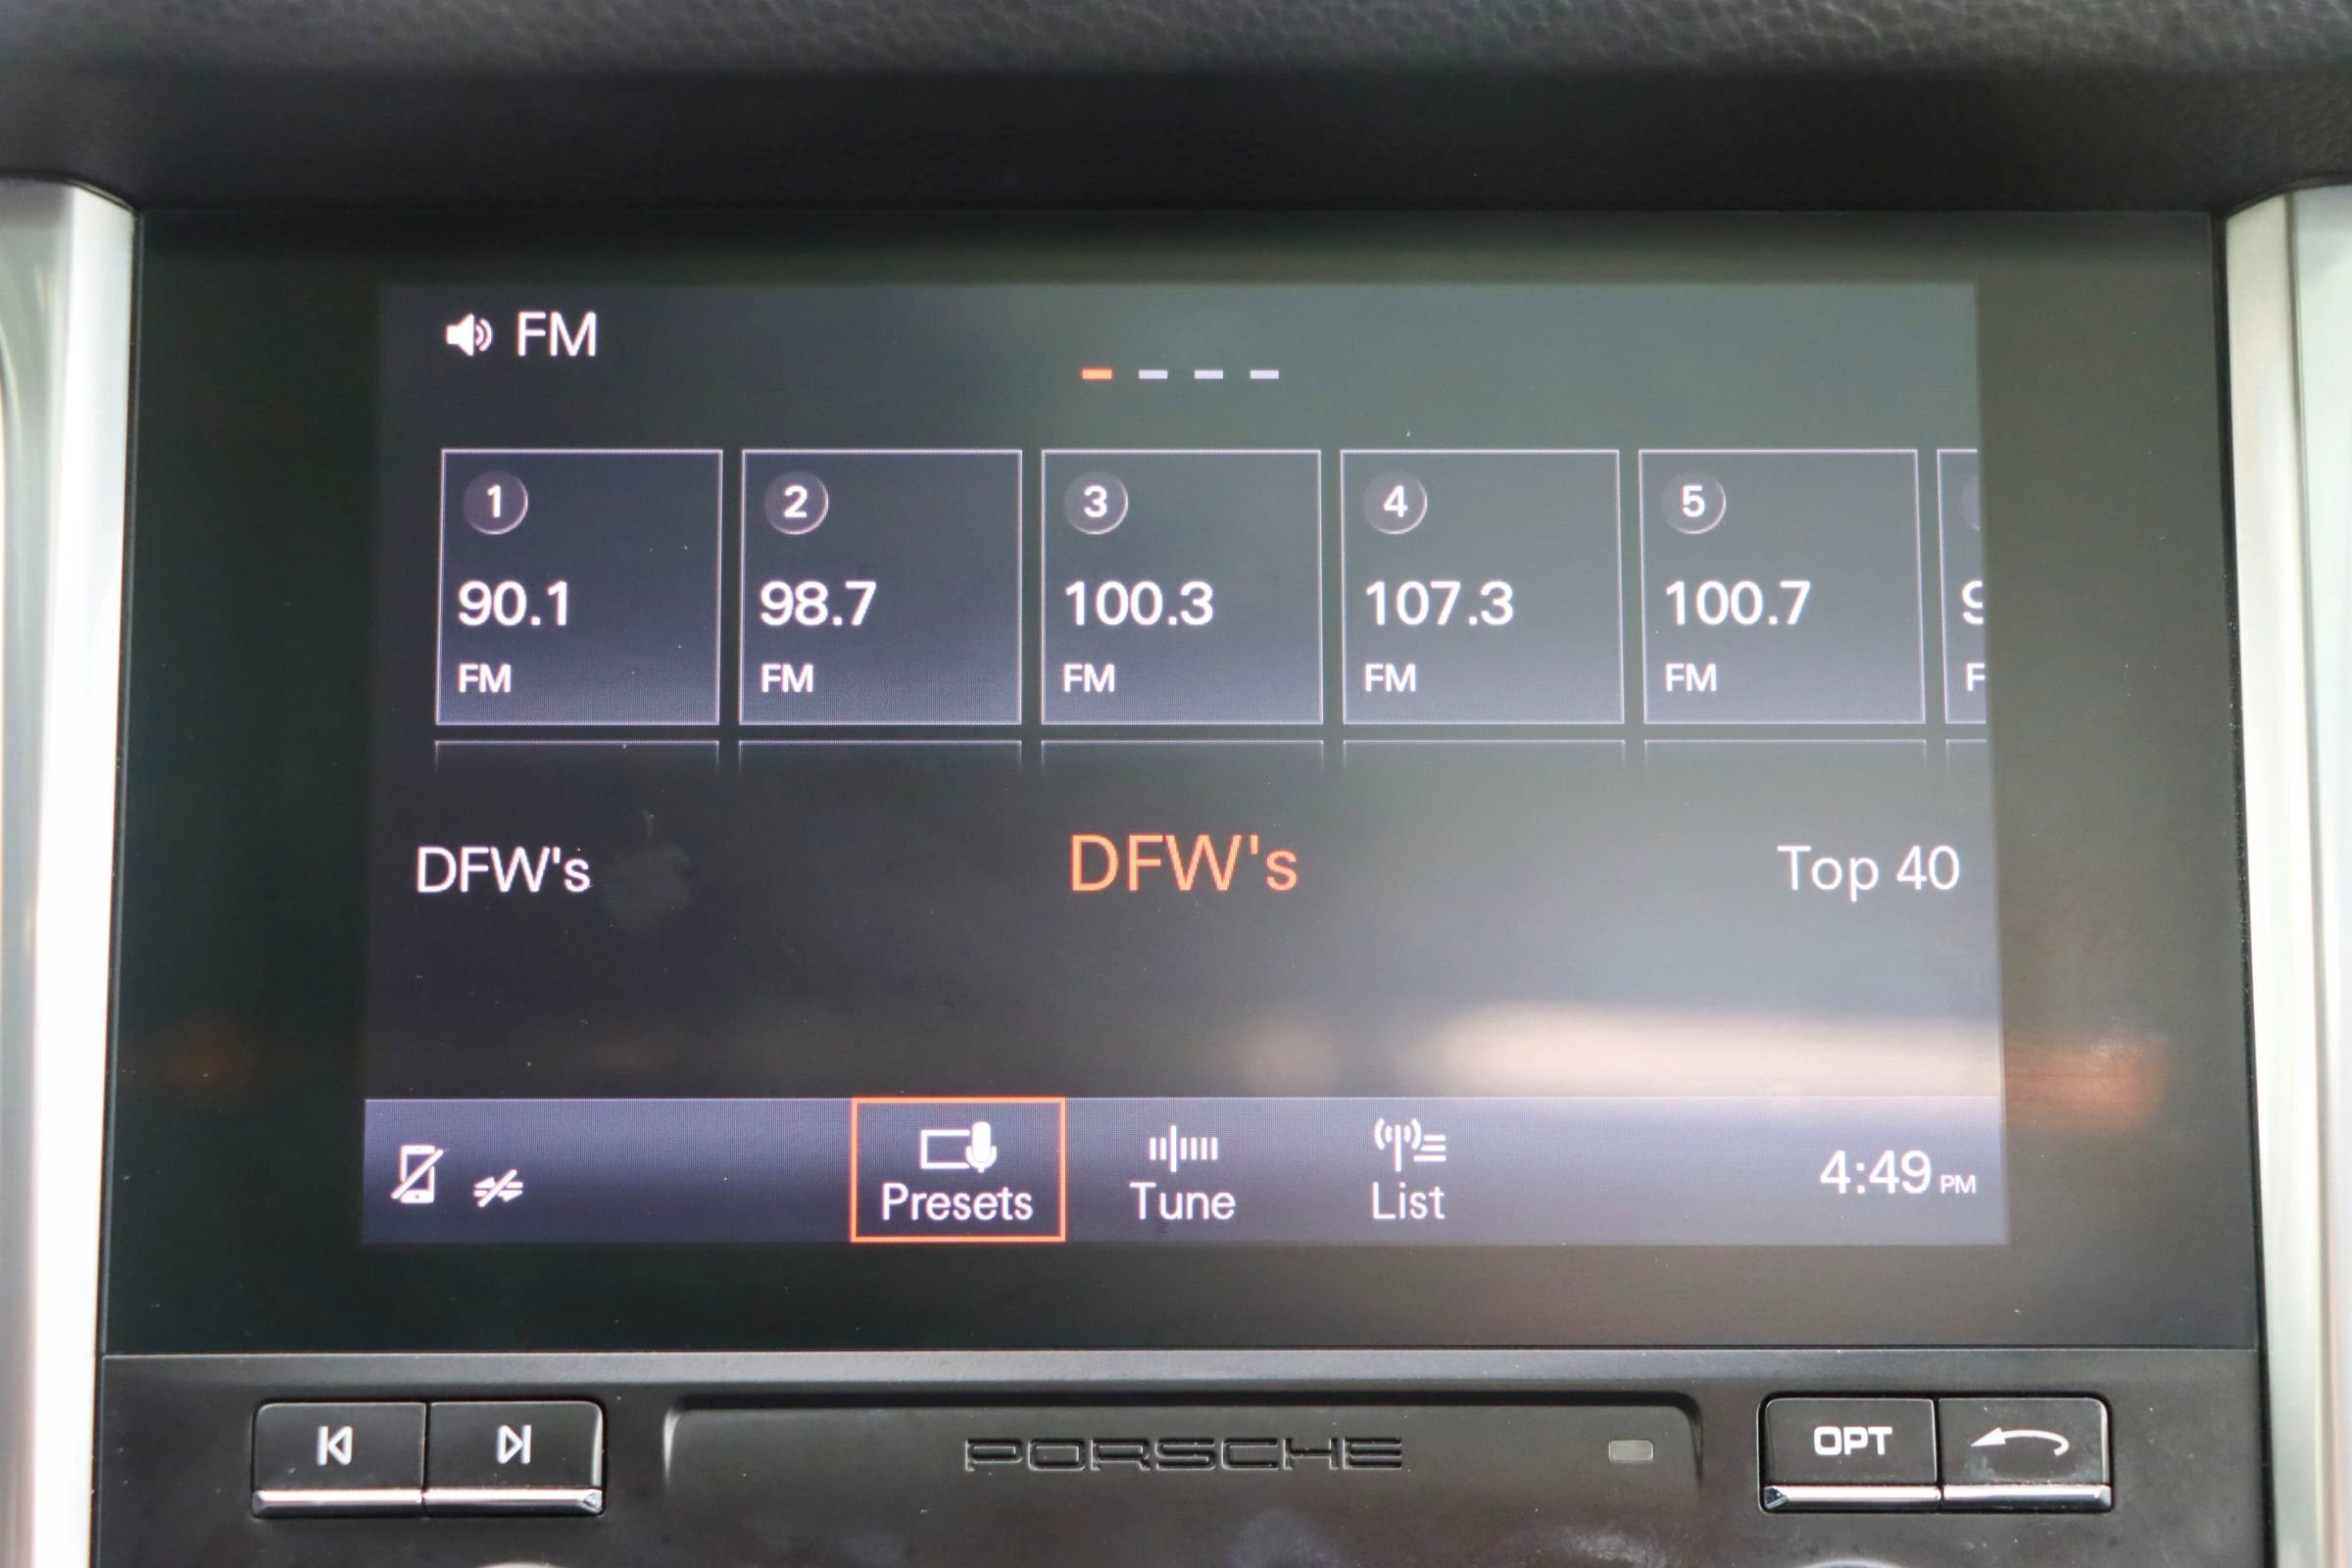 FM
1 2 3 4 5
90.1 98.7 100.3 107.3 100.7 9
FM FM FM FM FM F
DFW's DFW's Top 40
Presets Tune List 4:49 PM
PORSCHE OPT